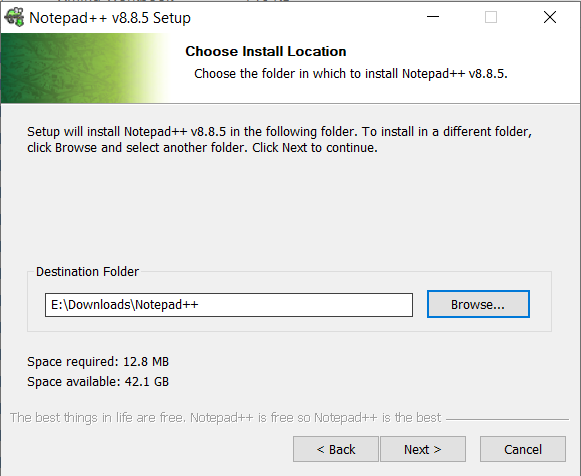 Notepad++ v8.8.5 Setup
Choose Install Location
Choose the folder in which to install Notepad++ v8.8.5.
Setup will install Notepad++ v8.8.5 in the following folder. To install in a different folder,
click Browse and select another folder. Click Next to continue.
Destination Folder
E:\Downloads\Notepad++
Browse...
Space required: 12.8 MB
Space available: 42.1 GB
The best things in life are free. Notepad++ is free so Notepad++ is the best
< Back
Next >
Cancel